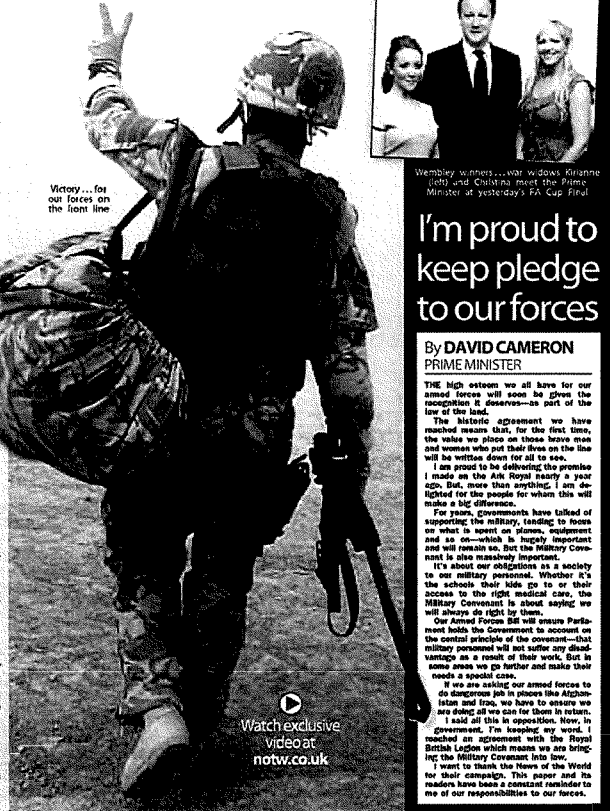 Victory...for
our forces on
the front line
Wembley winners...war widows Kirianne
(left) and Christina meet the Prime
Minister at yesterday's FA Cup Final
I'm proud to
keep pledge
to our forces
By DAVID CAMERON
PRIME MINISTER
THE high esteem we all have for our
armed forces will soon be given the
recognition it deserves—as part of the
law of the land.
The historic agreement we have
reached means that, for the first time,
the value we place on those brave men
and women who put their lives on the line
will be written down for all to see.
I am proud to be delivering the promise
I made on the Ark Royal nearly a year
ago. But, more than anything, I am de-
lighted for the people for whom this will
make a big difference.
For years, governments have talked of
supporting the military, tending to focus
on what is spent on planes, equipment
and so on—which is hugely important
and will remain so. But the Military Cove-
nant is also massively important.
It's about our obligations as a society
to our military personnel. Whether it's
the schools their kids go to or their
access to the right medical care, the
Military Convenant is about saying we
will always do right by them.
Our Armed Forces Bill will ensure Parlia-
ment holds the Government to account on
the central principle of the covenant—that
military personnel will not suffer any disad-
vantage as a result of their work. But in
some areas we go further and make their
needs a special case.
If we are asking our armed forces to
do dangerous job in places like Afghan-
istan and Iraq, we have to ensure we
are doing all we can for them in return.
I said all this in opposition. Now, in
government, I'm keeping my word. I
reached an agreement with the Royal
British Legion which means we are bring-
ing the Military Covenant into law.
I want to thank the News of the World
for their campaign. This paper and its
readers have been a constant reminder to
me of our responsibilities to our forces.
Watch exclusive
video at
notw.co.uk